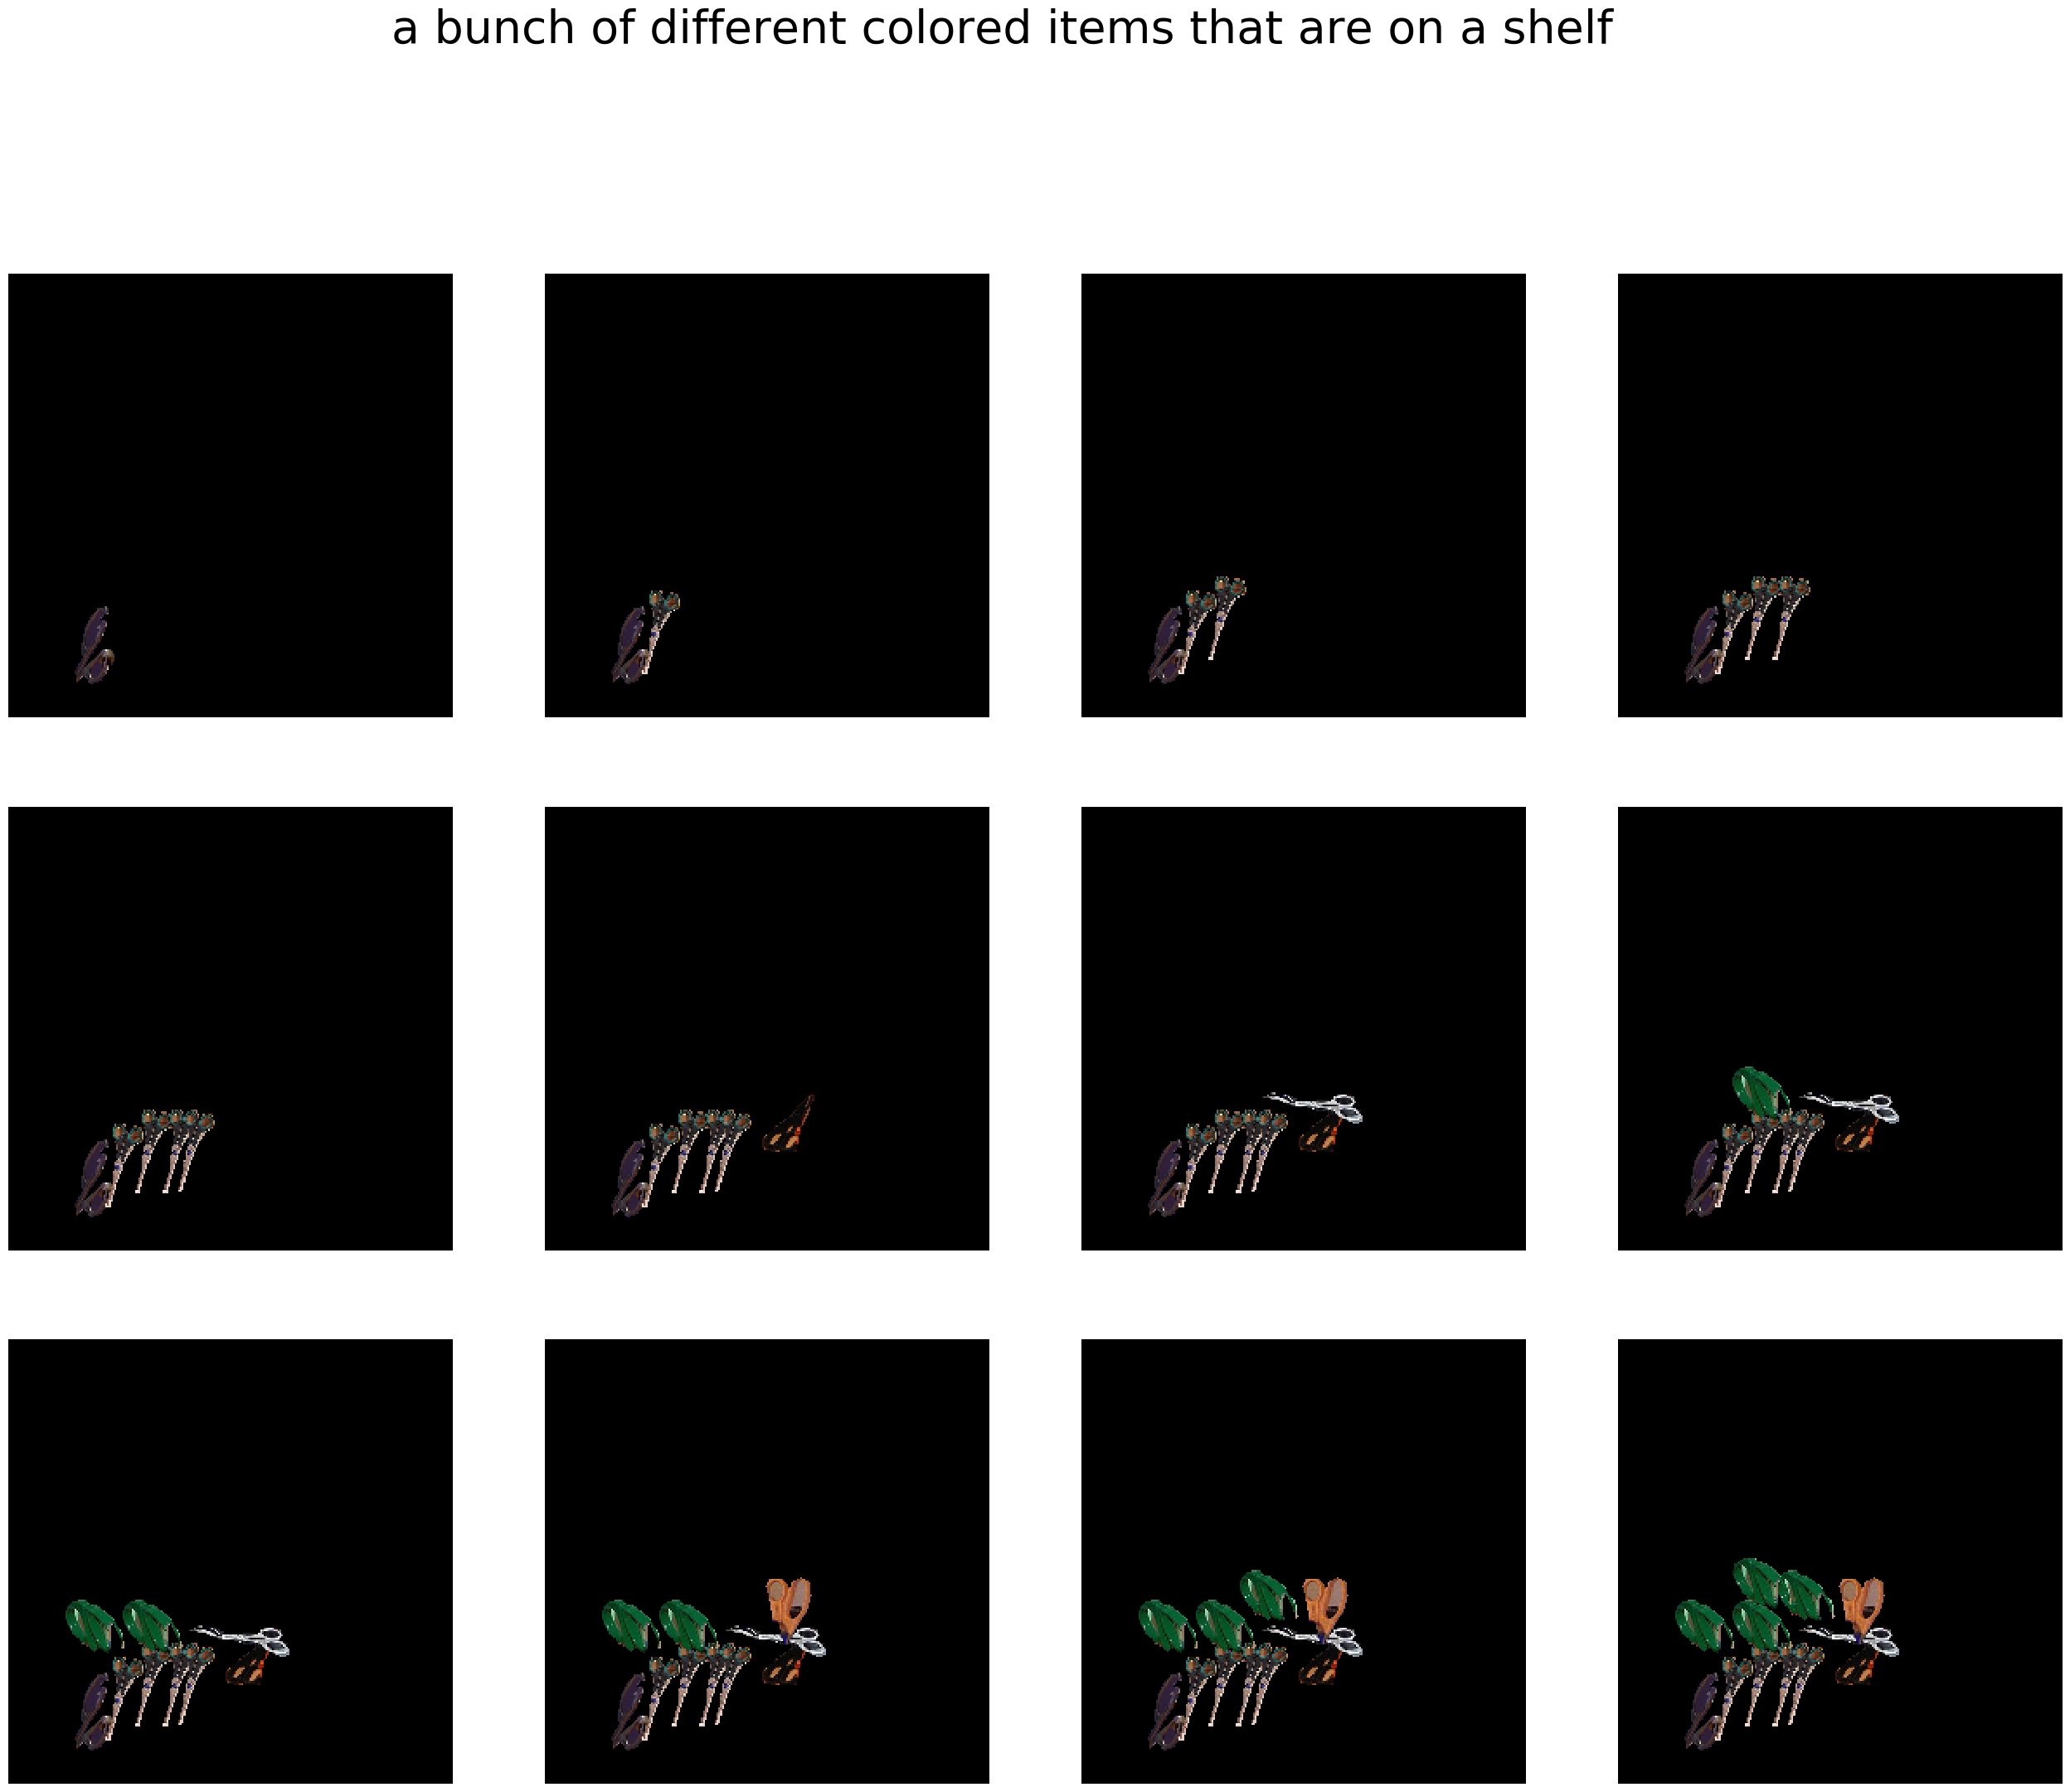 a bunch of different colored items that are on a shelf